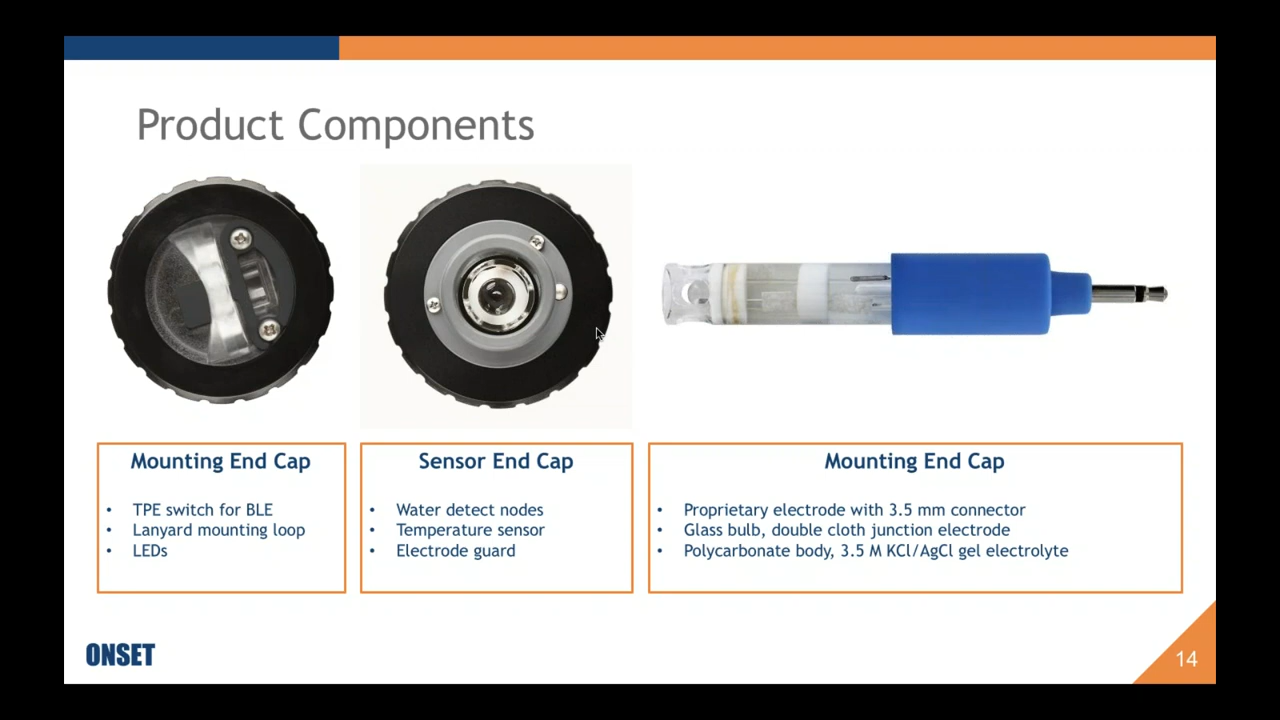 Product Components
Mounting End Cap
• TPE switch for BLE
• Lanyard mounting loop
• LEDs
Sensor End Cap
• Water detect nodes
• Temperature sensor
• Electrode guard
Mounting End Cap
• Proprietary electrode with 3.5 mm connector
• Glass bulb, double cloth junction electrode
• Polycarbonate body, 3.5 M KCl/AgCl gel electrolyte
ONSET
14